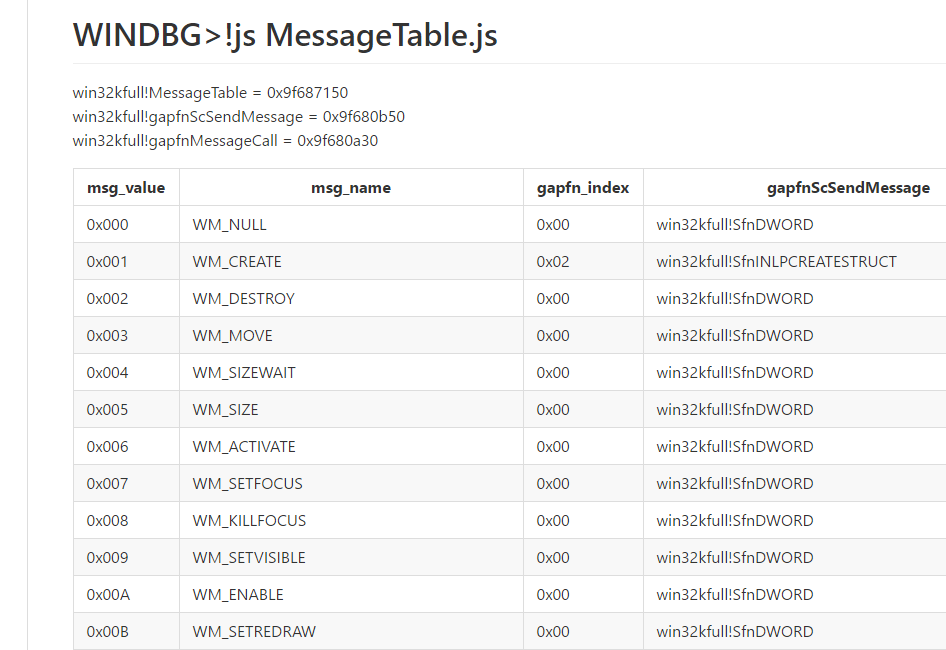 WINDBG>!js MessageTable.js
win32kfull!MessageTable = 0x9f687150
win32kfull!gapfnScSendMessage = 0x9f680b50
win32kfull!gapfnMessageCall = 0x9f680a30
msg_value msg_name gapfn_index gapfnScSendMessage
0x000 WM_NULL 0x00 win32kfull!SfnDWORD
0x001 WM_CREATE 0x02 win32kfull!SfnINLPCREATESTRUCT
0x002 WM_DESTROY 0x00 win32kfull!SfnDWORD
0x003 WM_MOVE 0x00 win32kfull!SfnDWORD
0x004 WM_SIZEWAIT 0x00 win32kfull!SfnDWORD
0x005 WM_SIZE 0x00 win32kfull!SfnDWORD
0x006 WM_ACTIVATE 0x00 win32kfull!SfnDWORD
0x007 WM_SETFOCUS 0x00 win32kfull!SfnDWORD
0x008 WM_KILLFOCUS 0x00 win32kfull!SfnDWORD
0x009 WM_SETVISIBLE 0x00 win32kfull!SfnDWORD
0x00A WM_ENABLE 0x00 win32kfull!SfnDWORD
0x00B WM_SETREDRAW 0x00 win32kfull!SfnDWORD